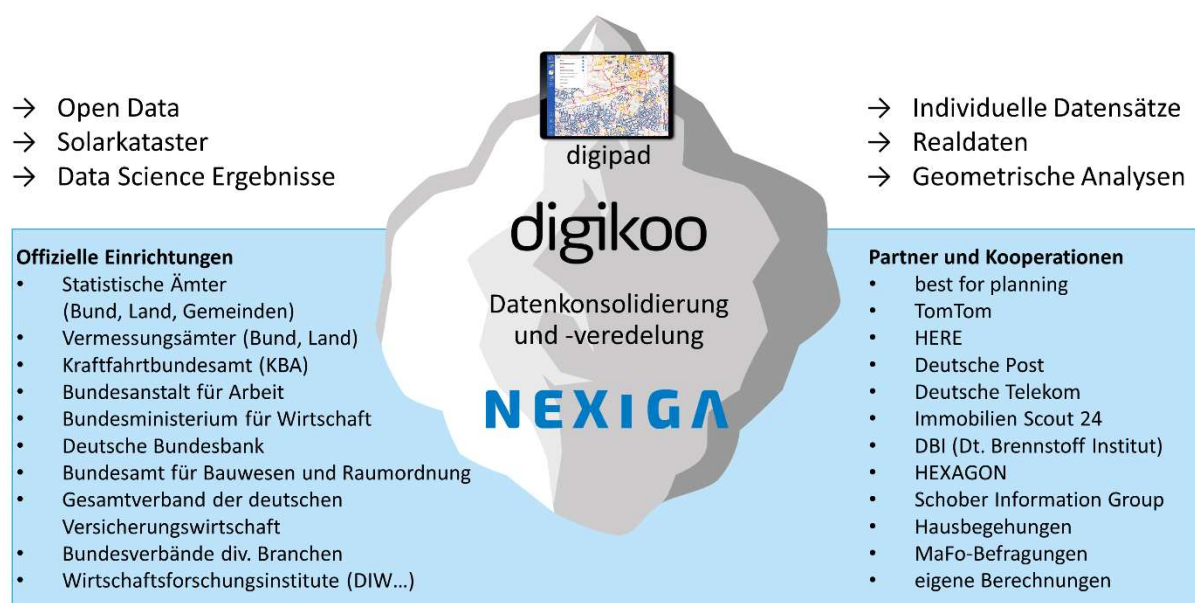 → Open Data
→ Solarkataster
→ Data Science Ergebnisse
digipad
→ Individuelle Datensätze
→ Realdaten
→ Geometrische Analysen
digikoo
Datenkonsolidierung
und -veredelung
NEXIGA
Offizielle Einrichtungen
• Statistische Ämter
(Bund, Land, Gemeinden)
• Vermessungsämter (Bund, Land)
• Kraftfahrtbundesamt (KBA)
• Bundesanstalt für Arbeit
• Bundesministerium für Wirtschaft
• Deutsche Bundesbank
• Bundesamt für Bauwesen und Raumordnung
• Gesamtverband der deutschen
Versicherungswirtschaft
• Bundesverbände div. Branchen
• Wirtschaftsforschungsinstitute (DIW...)
Partner und Kooperationen
• best for planning
• TomTom
• HERE
• Deutsche Post
• Deutsche Telekom
• Immobilien Scout 24
• DBI (Dt. Brennstoff Institut)
• HEXAGON
• Schober Information Group
• Hausbegehungen
• MaFo-Befragungen
• eigene Berechnungen